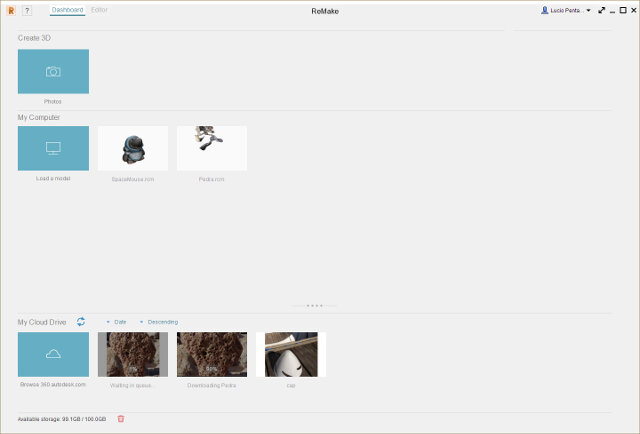 R ? Dashboard Editor ReMake Lucio Penta...
Create 3D
Photos
My Computer
Load a model SpaceMouse.rcm Pedra.rcm
My Cloud Drive Date Descending
Browse 360.autodesk.com Waiting in queue... Downloading Pedra cap
Available storage: 99.1GB / 100.0GB